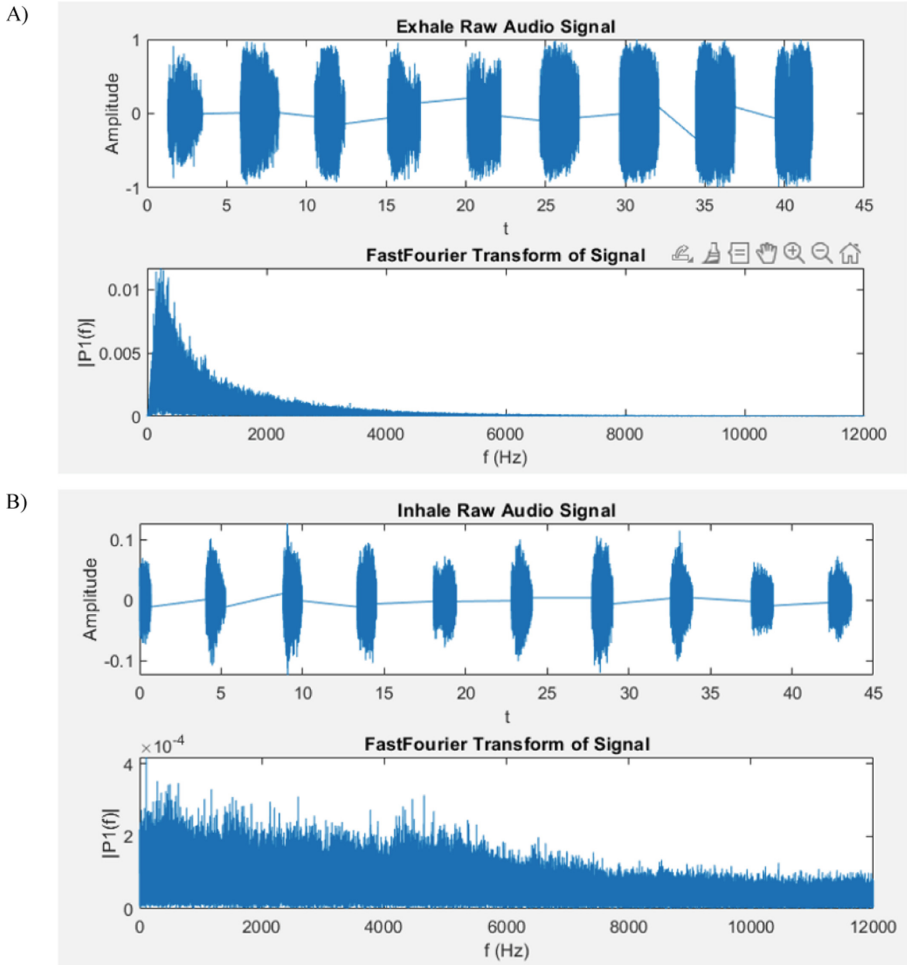 A)
Exhale Raw Audio Signal
1
0
-1
Amplitude
0 5 10 15 20 25 30 35 40 45
t
FastFourier Transform of Signal
0.01
0.005
0
|P1(f)|
0 2000 4000 6000 8000 10000 12000
f (Hz)
B)
Inhale Raw Audio Signal
0.1
0
-0.1
Amplitude
0 5 10 15 20 25 30 35 40 45
t
FastFourier Transform of Signal
×10⁻⁴
4
2
0
|P1(f)|
0 2000 4000 6000 8000 10000 12000
f (Hz)